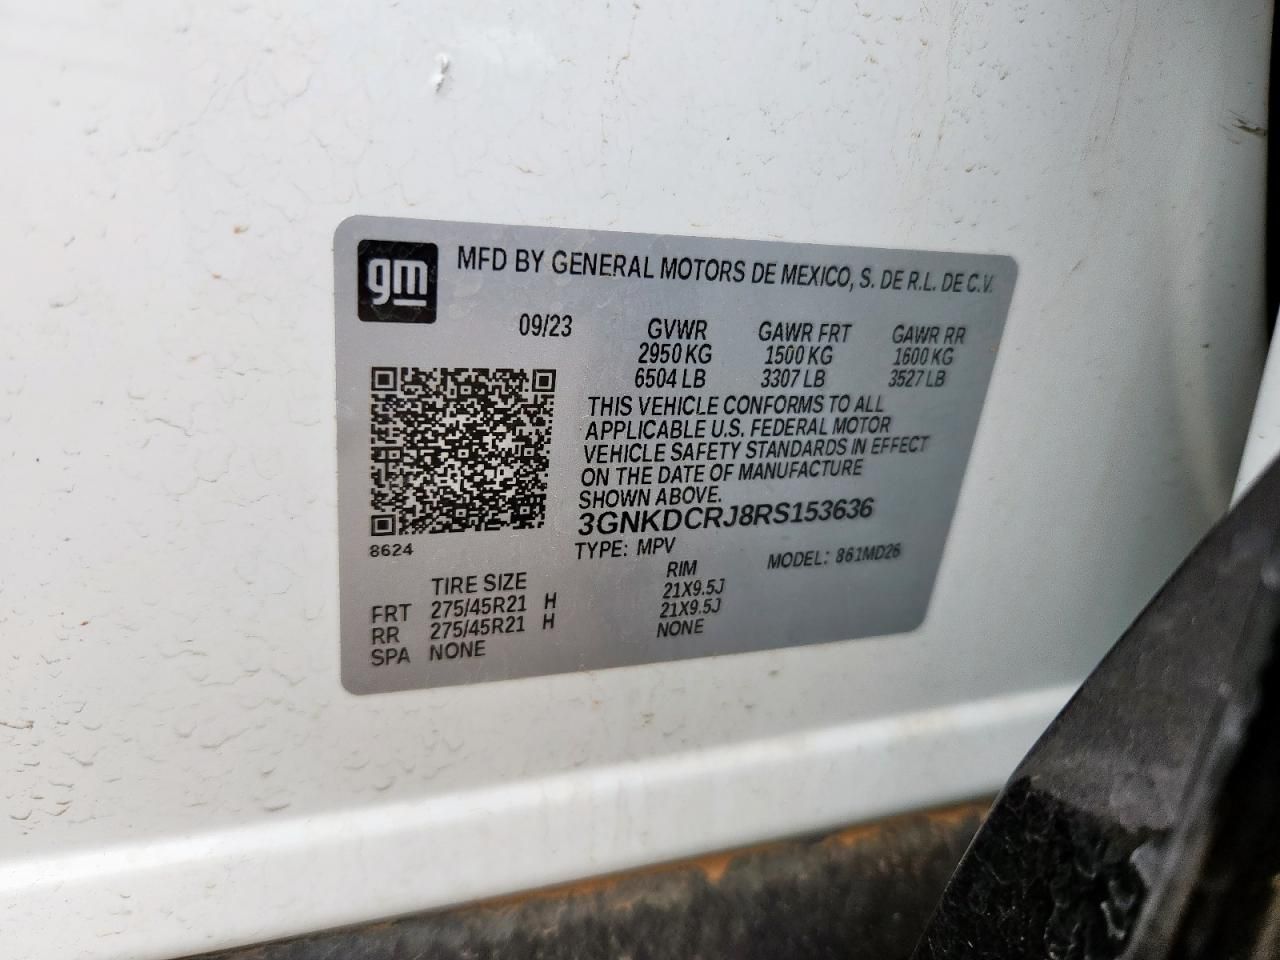 gm
MFD BY GENERAL MOTORS DE MEXICO, S. DE R.L. DE C.V.
09/23 GVWR GAWR FRT GAWR RR
2950 KG 1500 KG 1600 KG
6504 LB 3307 LB 3527 LB
THIS VEHICLE CONFORMS TO ALL
APPLICABLE U.S. FEDERAL MOTOR
VEHICLE SAFETY STANDARDS IN EFFECT
ON THE DATE OF MANUFACTURE
SHOWN ABOVE.
3GNKDCRJ8RS153636
8624
TYPE: MPV MODEL: 861MD26
TIRE SIZE RIM
FRT 275/45R21 H 21X9.5J
RR 275/45R21 H 21X9.5J
SPA NONE NONE